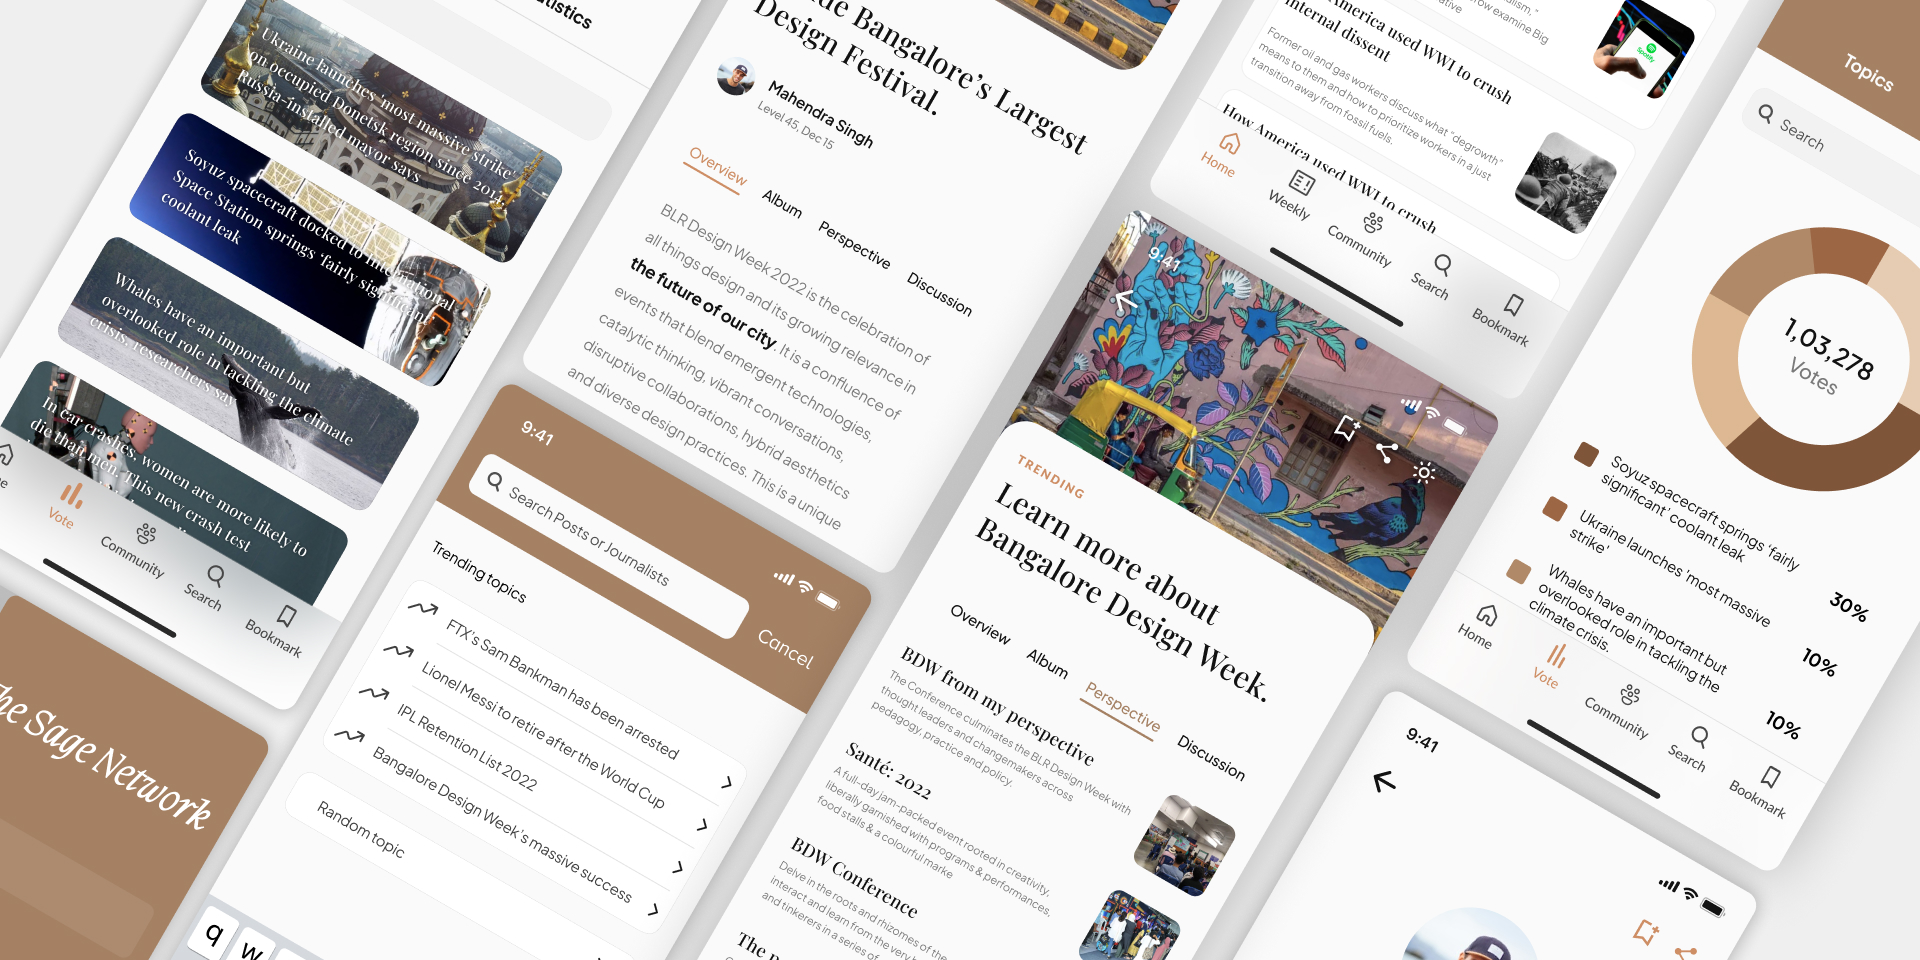 Ukraine launches 'most massive strike'
on occupied Donetsk region since 2014,
Russia-installed mayor says
Soyuz spacecraft docked to International
Space Station springs 'fairly significant'
coolant leak
Whales have an important but
overlooked role in tackling the climate
crisis, researchers say
In car crashes, women are more likely to
die than men. This new crash test
Vote
Community
Search
Bookmark
The Sage Network
Bangalore's Largest
Design Festival.
Mahendra Singh
Level 45, Dec 15
Overview
Album
Perspective
Discussion
BLR Design Week 2022 is the celebration of
all things design and its growing relevance in
the future of our city. It is a confluence of
events that blend emergent technologies,
catalytic thinking, vibrant conversations,
disruptive collaborations, hybrid aesthetics
and diverse design practices. This is a unique
9:41
Search Posts or Journalists
Cancel
Trending topics
FTX's Sam Bankman has been arrested
Lionel Messi to retire after the World Cup
IPL Retention List 2022
Bangalore Design Week's massive success
Random topic
q
w
America used WWI to crush
internal dissent
Former oil and gas workers discuss what "degrowth"
means to them and how to prioritize workers in a just
transition away from fossil fuels.
Spotify
How America used WWI to crush
Home
Weekly
Community
Search
Bookmark
9:41
TRENDING
Learn more about
Bangalore Design Week.
Overview
Album
Perspective
Discussion
BDW from my perspective
The Conference culminates the BLR Design Week with
thought leaders and changemakers across
pedagogy, practice and policy.
Santé: 2022
A full-day jam-packed event rooted in creativity,
liberally garnished with programs & performances,
food stalls & a colourful marke
BDW Conference
Delve in the roots and rhizomes of the
interact and learn from the very
and tinkerers in a series of
The
Topics
Search
1,03,278
Votes
Soyuz spacecraft springs 'fairly
significant' coolant leak
30%
Ukraine launches 'most massive
strike'
10%
Whales have an important but
overlooked role in tackling the
climate crisis.
10%
Home
Vote
Community
Search
Bookmark
9:41